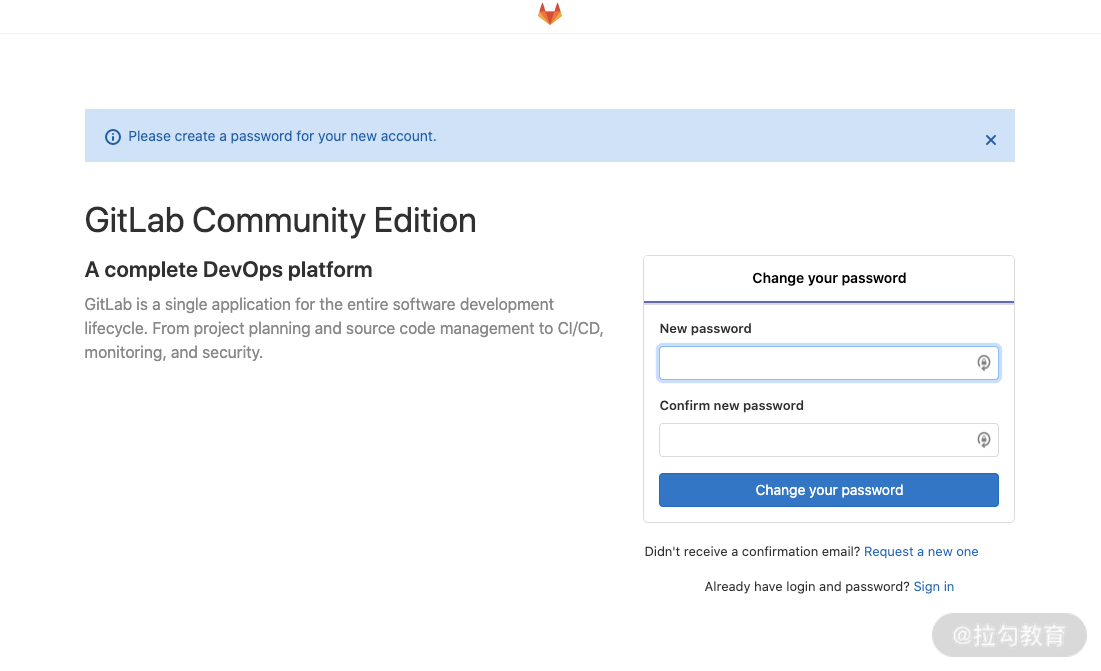 Please create a password for your new account.
GitLab Community Edition
A complete DevOps platform
GitLab is a single application for the entire software development
lifecycle. From project planning and source code management to CI/CD,
monitoring, and security.
Change your password
New password
Confirm new password
Change your password
Didn't receive a confirmation email? Request a new one
Already have login and password? Sign in
@拉勾教育